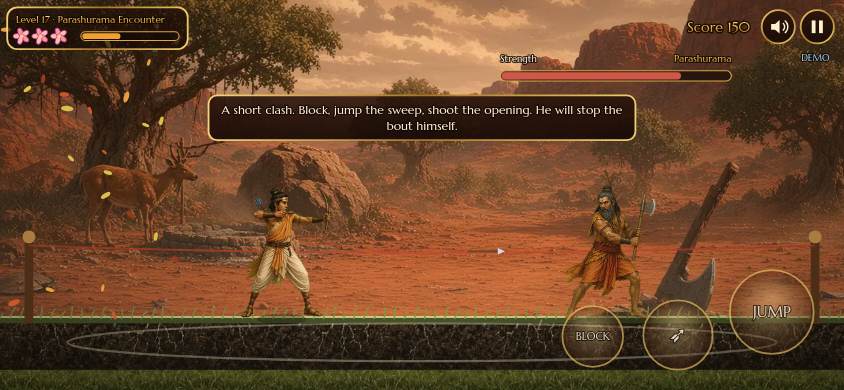 Level 17 · Parashurama Encounter
Score 150
DEMO
Strength
Parashurama
A short clash. Block, jump the sweep, shoot the opening. He will stop the
bout himself.
JUMP
BLOCK